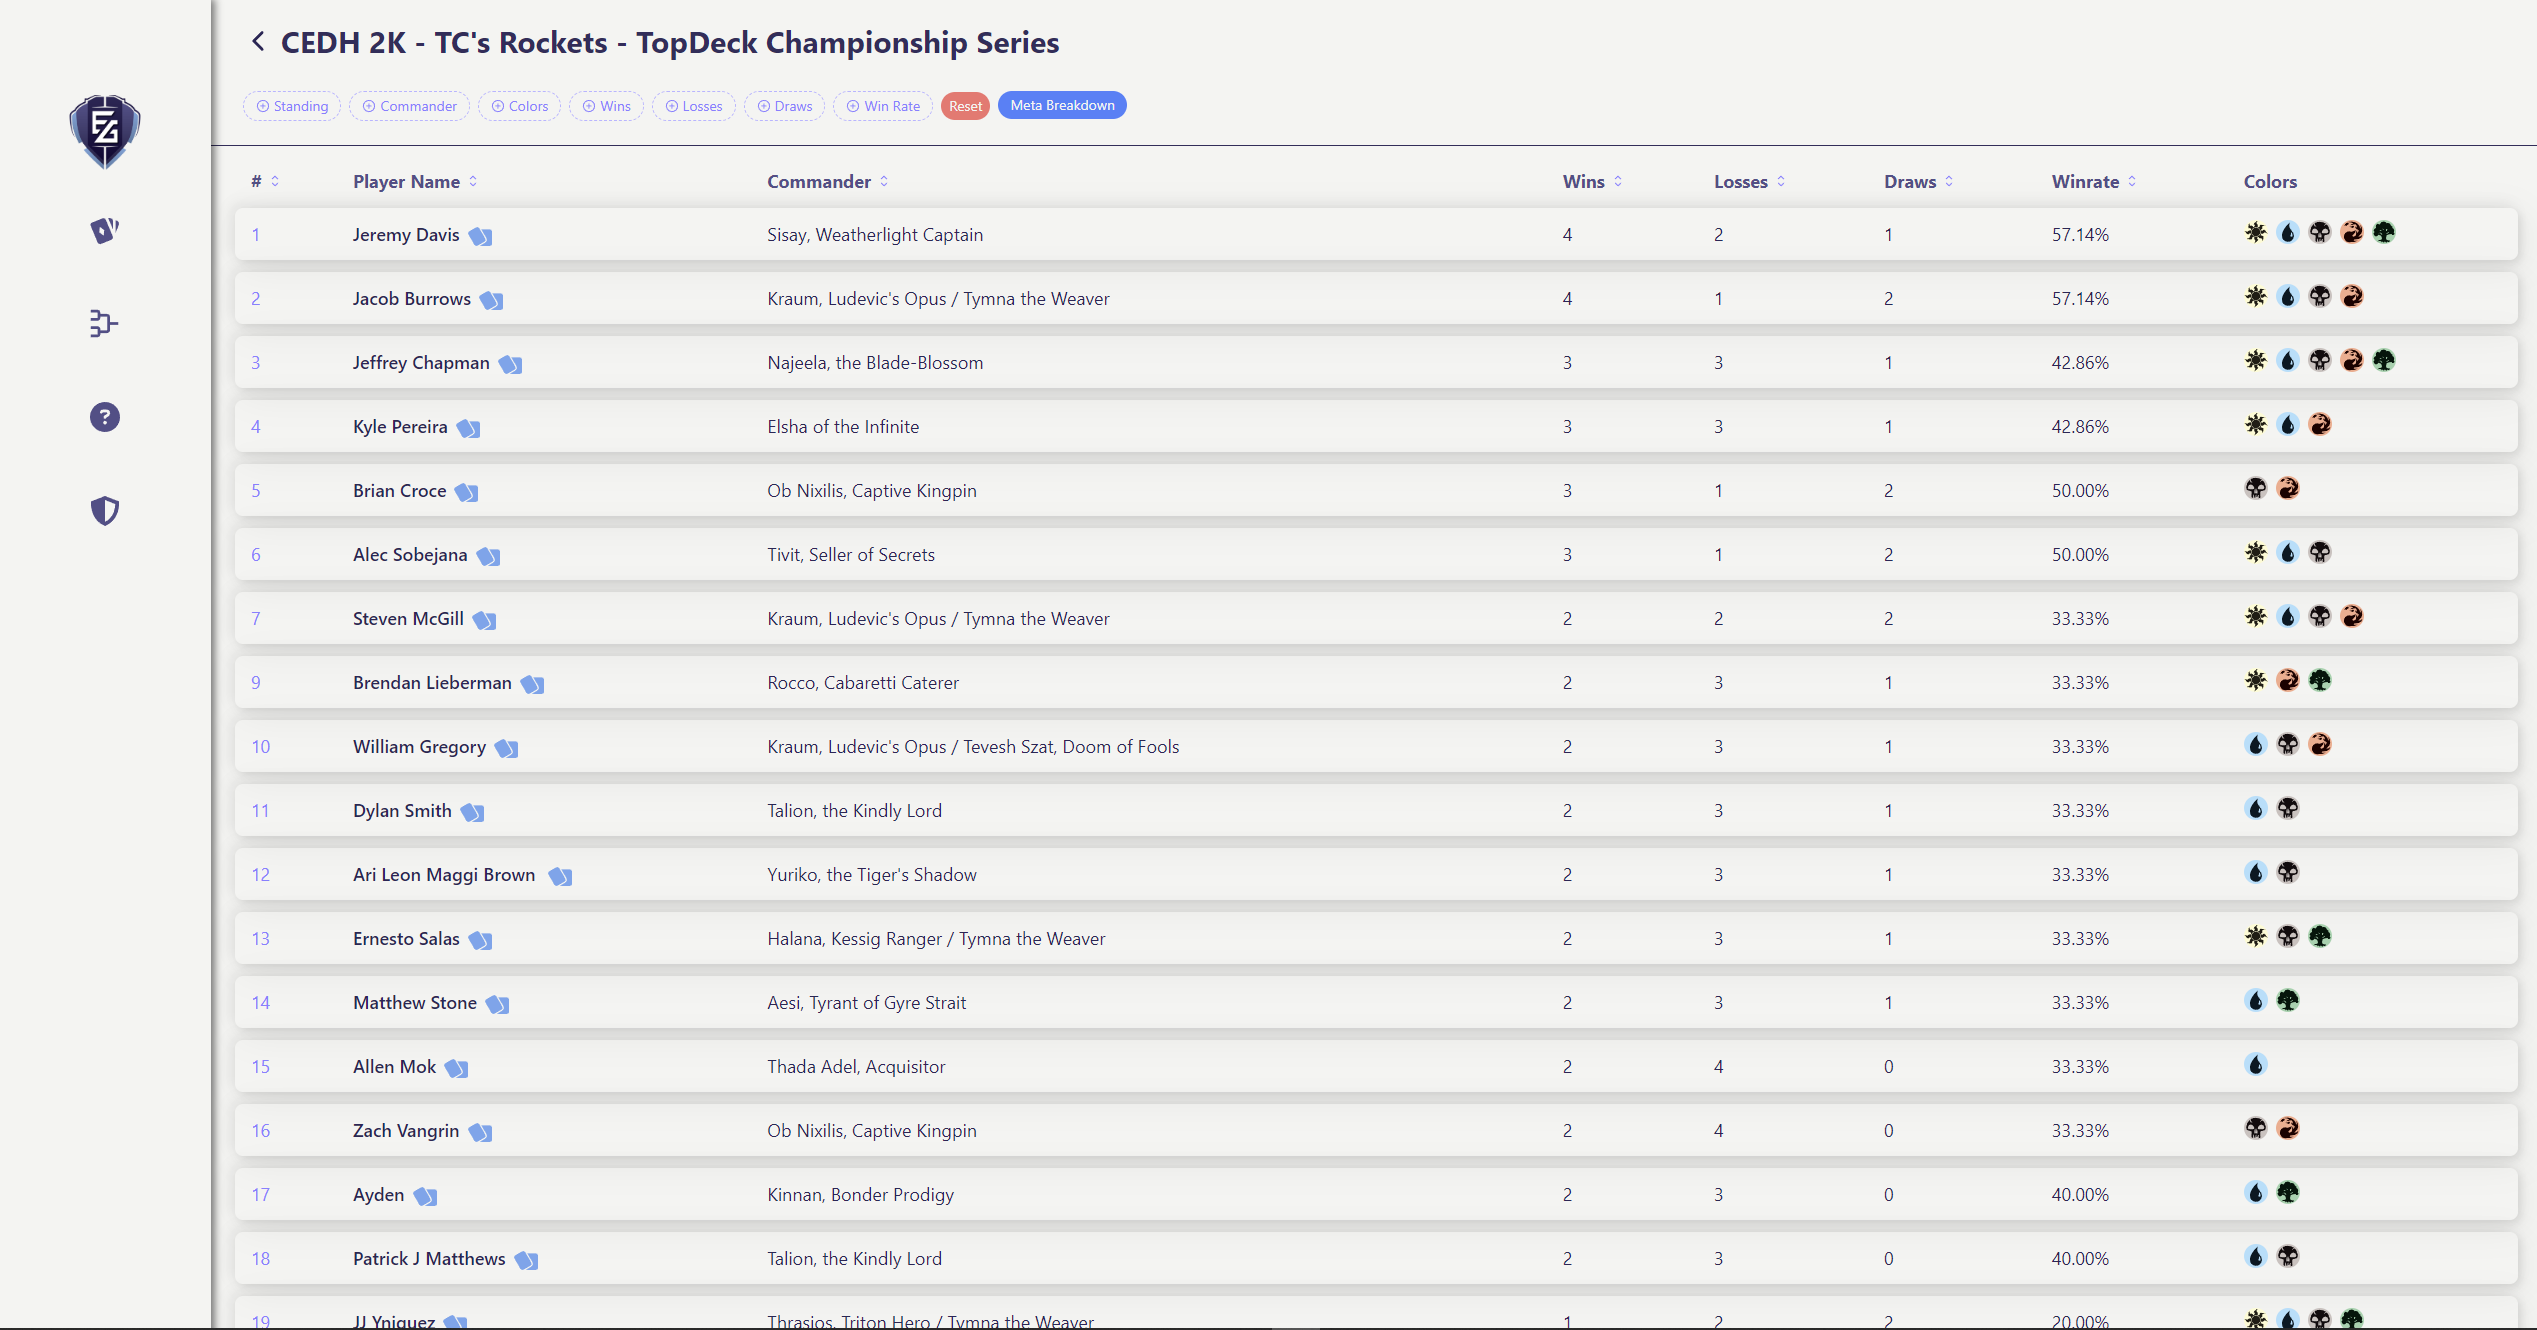 CEDH 2K - TC's Rockets - TopDeck Championship Series
Standing Commander Colors Wins Losses Draws Win Rate Reset Meta Breakdown
# Player Name Commander Wins Losses Draws Winrate Colors
1 Jeremy Davis Sisay, Weatherlight Captain 4 2 1 57.14%
2 Jacob Burrows Kraum, Ludevic's Opus / Tymna the Weaver 4 1 2 57.14%
3 Jeffrey Chapman Najeela, the Blade-Blossom 3 3 1 42.86%
4 Kyle Pereira Elsha of the Infinite 3 3 1 42.86%
5 Brian Croce Ob Nixilis, Captive Kingpin 3 1 2 50.00%
6 Alec Sobejana Tivit, Seller of Secrets 3 1 2 50.00%
7 Steven McGill Kraum, Ludevic's Opus / Tymna the Weaver 2 2 2 33.33%
9 Brendan Lieberman Rocco, Cabaretti Caterer 2 3 1 33.33%
10 William Gregory Kraum, Ludevic's Opus / Tevesh Szat, Doom of Fools 2 3 1 33.33%
11 Dylan Smith Talion, the Kindly Lord 2 3 1 33.33%
12 Ari Leon Maggi Brown Yuriko, the Tiger's Shadow 2 3 1 33.33%
13 Ernesto Salas Halana, Kessig Ranger / Tymna the Weaver 2 3 1 33.33%
14 Matthew Stone Aesi, Tyrant of Gyre Strait 2 3 1 33.33%
15 Allen Mok Thada Adel, Acquisitor 2 4 0 33.33%
16 Zach Vangrin Ob Nixilis, Captive Kingpin 2 4 0 33.33%
17 Ayden Kinnan, Bonder Prodigy 2 3 0 40.00%
18 Patrick J Matthews Talion, the Kindly Lord 2 3 0 40.00%
19 JJ Yniguez Thrasios, Triton Hero / Tymna the Weaver 1 2 2 20.00%